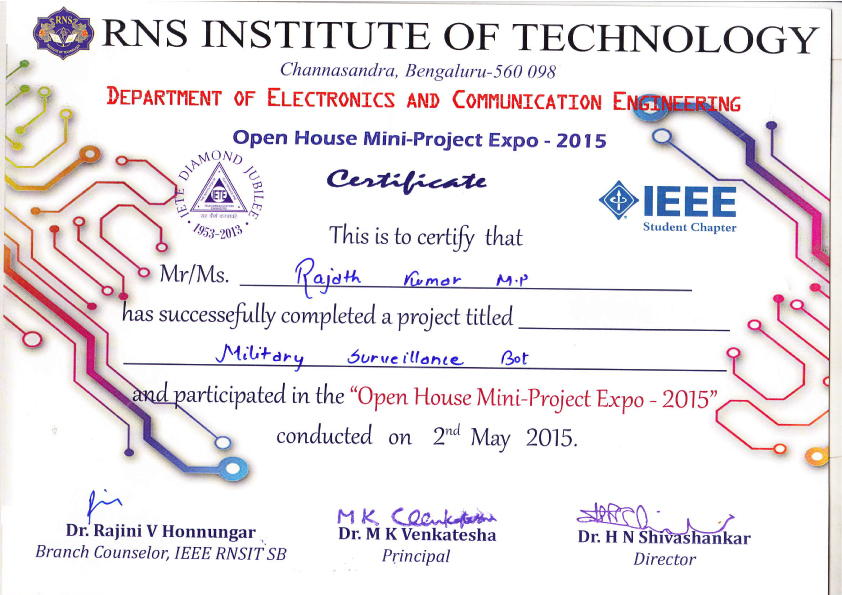 RNS
RNS INSTITUTE OF TECHNOLOGY
Channasandra, Bengaluru-560 098
DEPARTMENT OF ELECTRONICS AND COMMUNICATION ENGINEERING
Open House Mini-Project Expo - 2015
IETE DIAMOND JUBILEE
IETE
1953-2013
Certificate
IEEE
Student Chapter
This is to certify that
Mr/Ms. Rajath Kumar M.P
has successefully completed a project titled
Military Surveillance Bot
and participated in the “Open House Mini-Project Expo - 2015”
conducted on 2nd May 2015.
M K Venkatesha
Dr. Rajini V Honnungar
Branch Counselor, IEEE RNSIT SB
Dr. M K Venkatesha
Principal
Dr. H N Shivashankar
Director